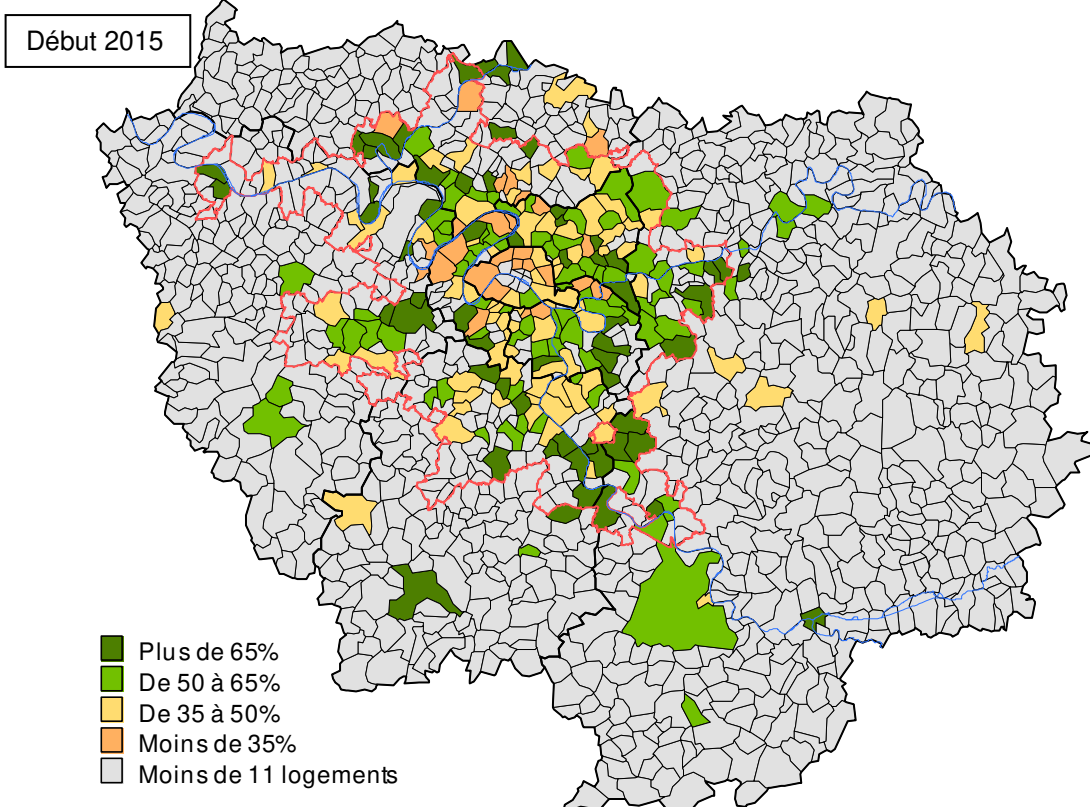 Début 2015
Plus de 65%
De 50 à 65%
De 35 à 50%
Moins de 35%
Moins de 11 logements